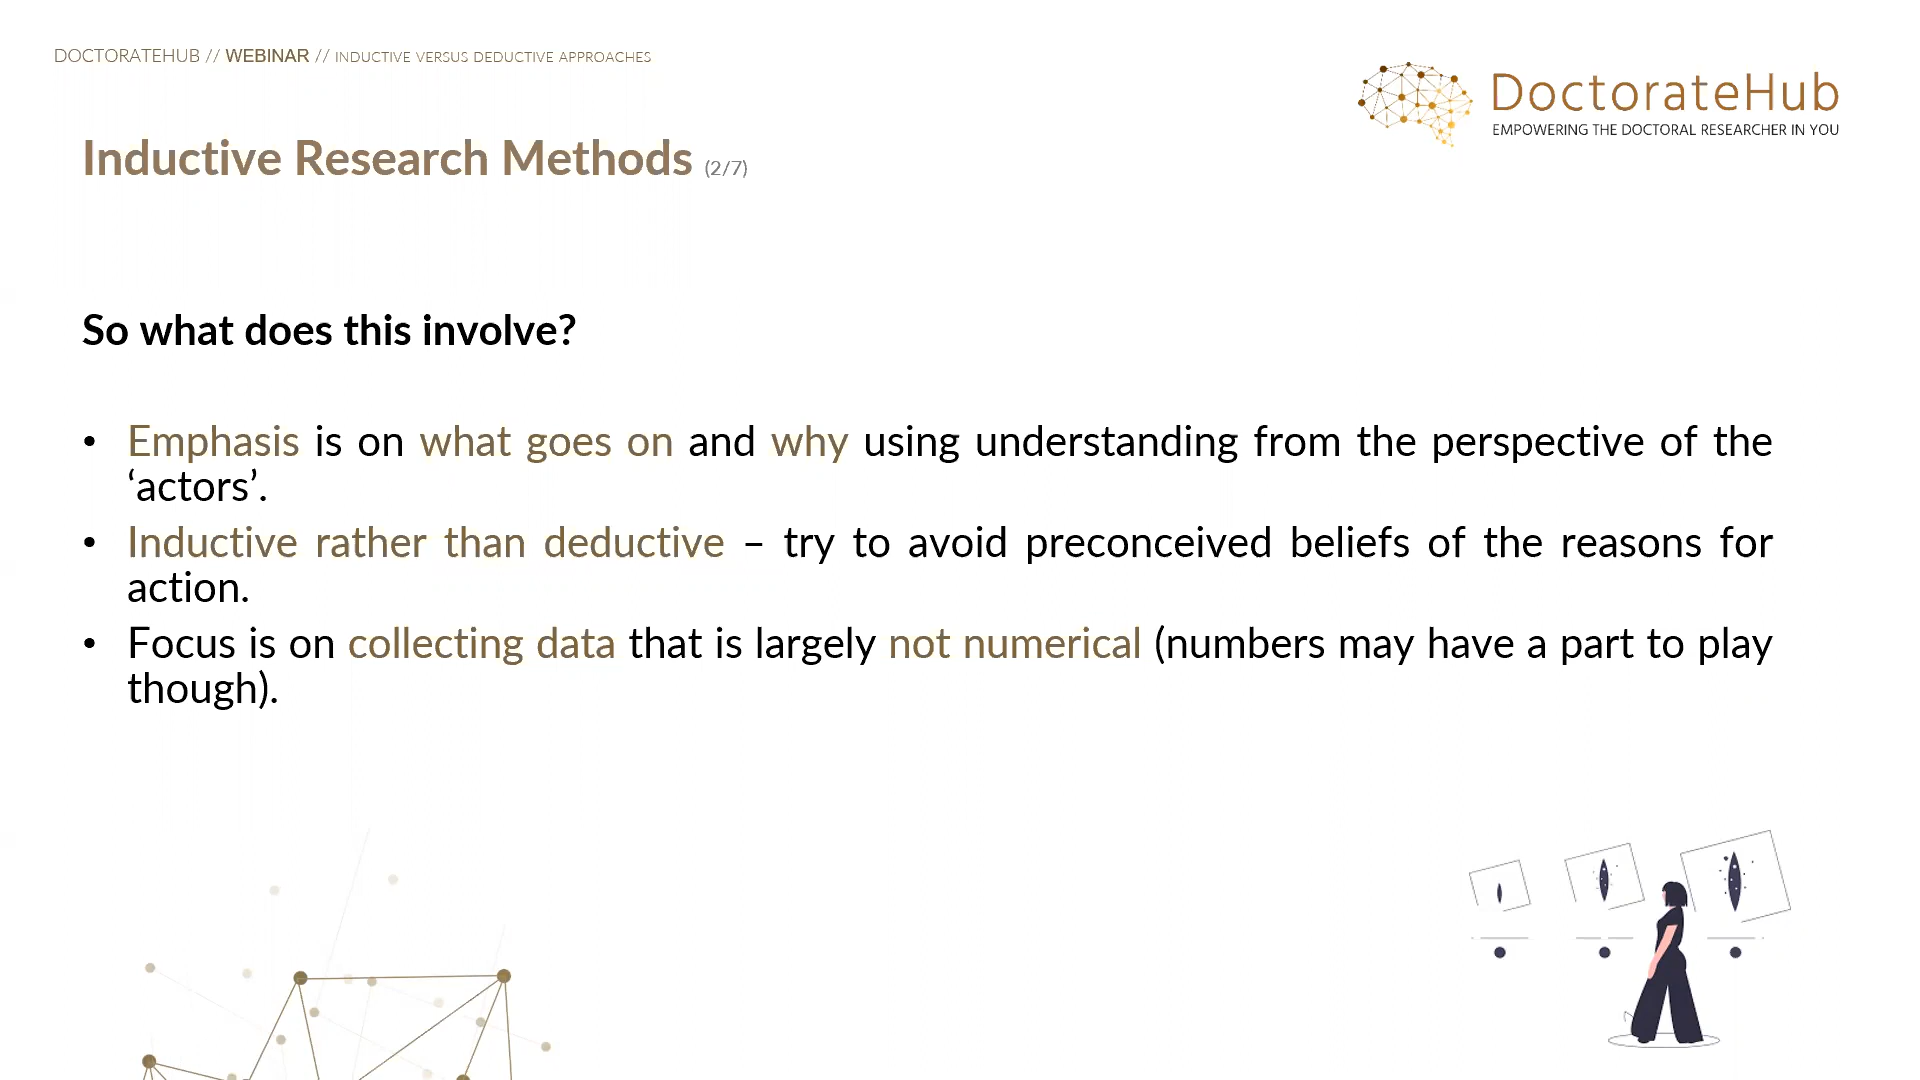 DOCTORATEHUB // WEBINAR // INDUCTIVE VERSUS DEDUCTIVE APPROACHES
DoctorateHub
EMPOWERING THE DOCTORAL RESEARCHER IN YOU
Inductive Research Methods (2/7)
So what does this involve?
• Emphasis is on what goes on and why using understanding from the perspective of the
‘actors’.
• Inductive rather than deductive – try to avoid preconceived beliefs of the reasons for
action.
• Focus is on collecting data that is largely not numerical (numbers may have a part to play
though).